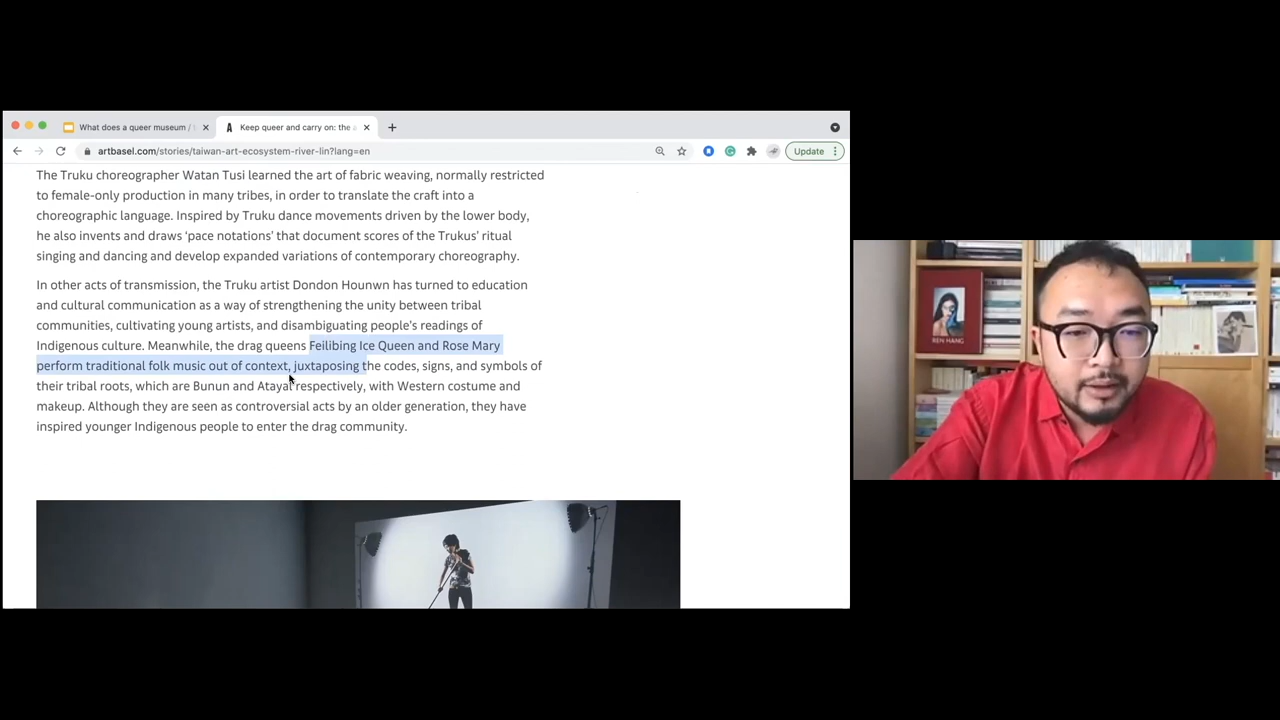 What does a queer museum /
Keep queer and carry on: the a
artbasel.com/stories/taiwan-art-ecosystem-river-lin?lang=en
Update
The Truku choreographer Watan Tusi learned the art of fabric weaving, normally restricted
to female-only production in many tribes, in order to translate the craft into a
choreographic language. Inspired by Truku dance movements driven by the lower body,
he also invents and draws ‘pace notations’ that document scores of the Trukus’ ritual
singing and dancing and develop expanded variations of contemporary choreography.
In other acts of transmission, the Truku artist Dondon Hounwn has turned to education
and cultural communication as a way of strengthening the unity between tribal
communities, cultivating young artists, and disambiguating people’s readings of
Indigenous culture. Meanwhile, the drag queens Feilibing Ice Queen and Rose Mary
perform traditional folk music out of context, juxtaposing the codes, signs, and symbols of
their tribal roots, which are Bunun and Atayal respectively, with Western costume and
makeup. Although they are seen as controversial acts by an older generation, they have
inspired younger Indigenous people to enter the drag community.
REN HANG